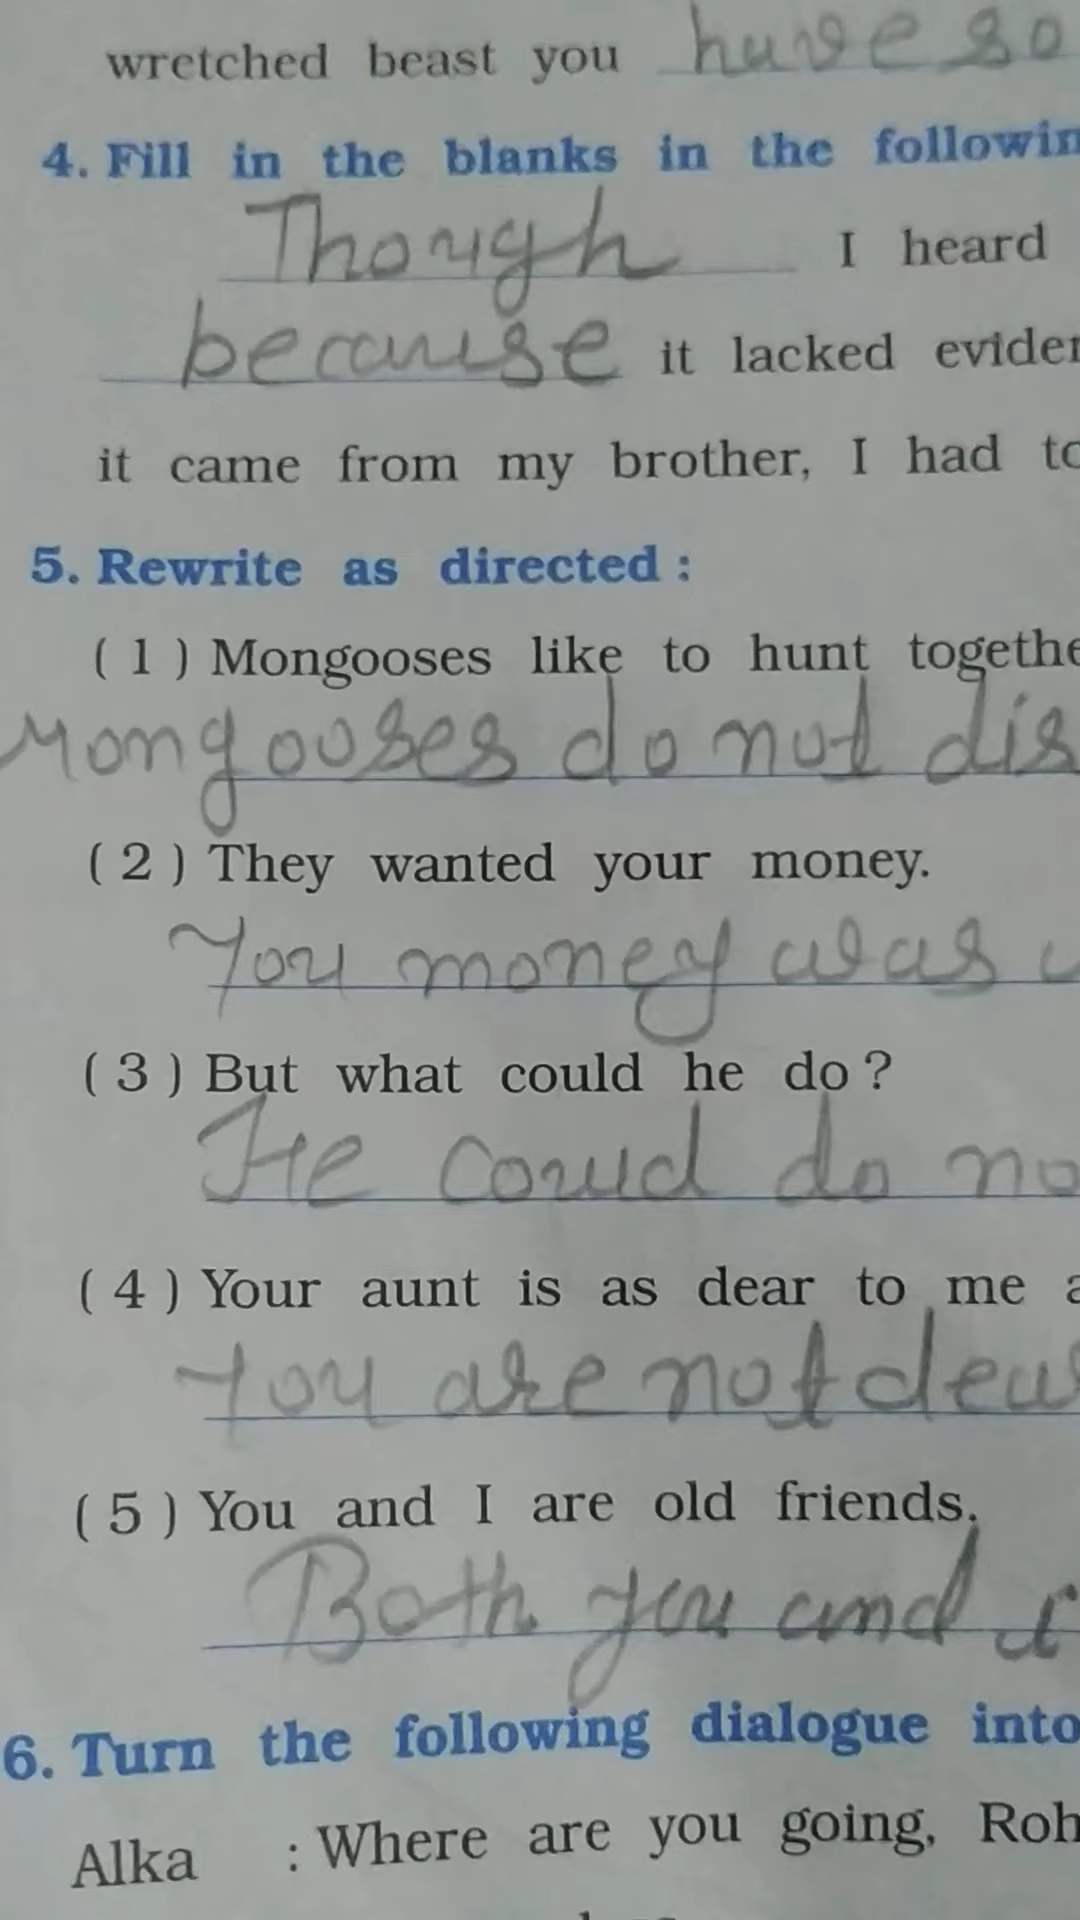 wretched beast you have so
4. Fill in the blanks in the followin
Though I heard
because it lacked eviden
it came from my brother, I had to
5. Rewrite as directed :
( 1 ) Mongooses like to hunt togethe
Mongooses do not dis
( 2 ) They wanted your money.
You money was
( 3 ) But what could he do ?
He could do no
( 4 ) Your aunt is as dear to me a
You are not dear
( 5 ) You and I are old friends.
Both you and I
6. Turn the following dialogue into
Alka : Where are you going, Roh